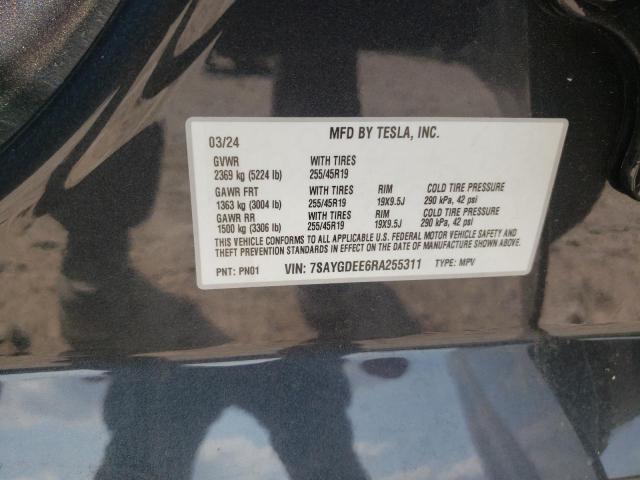 03/24 MFD BY TESLA, INC.
GVWR WITH TIRES
2369 kg (5224 lb) 255/45R19
GAWR FRT WITH TIRES RIM COLD TIRE PRESSURE
1363 kg (3004 lb) 255/45R19 19X9.5J 290 kPa, 42 psi
GAWR RR WITH TIRES RIM COLD TIRE PRESSURE
1500 kg (3306 lb) 255/45R19 19X9.5J 290 kPa, 42 psi
THIS VEHICLE CONFORMS TO ALL APPLICABLE U.S. FEDERAL MOTOR VEHICLE SAFETY AND
THEFT PREVENTION STANDARDS IN EFFECT ON THE DATE OF MANUFACTURE SHOWN ABOVE.
PNT: PN01 VIN: 7SAYGDEE6RA255311 TYPE: MPV